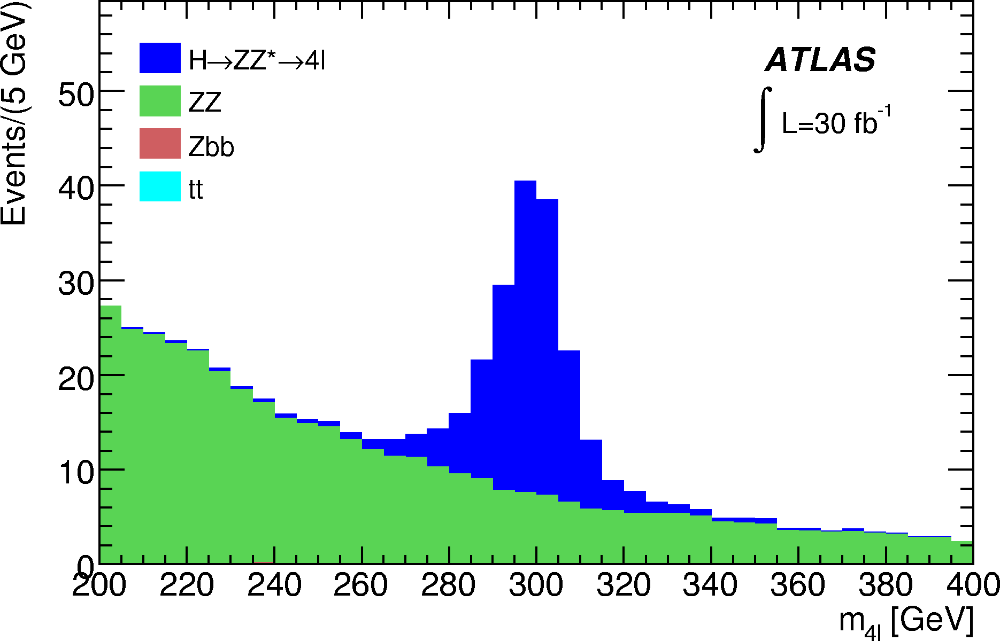 Events/(5 GeV)
H→ZZ*→4l
ZZ
Zbb
tt
ATLAS
∫ L=30 fb-1
50
40
30
20
10
0
200 220 240 260 280 300 320 340 360 380 400
m4l [GeV]